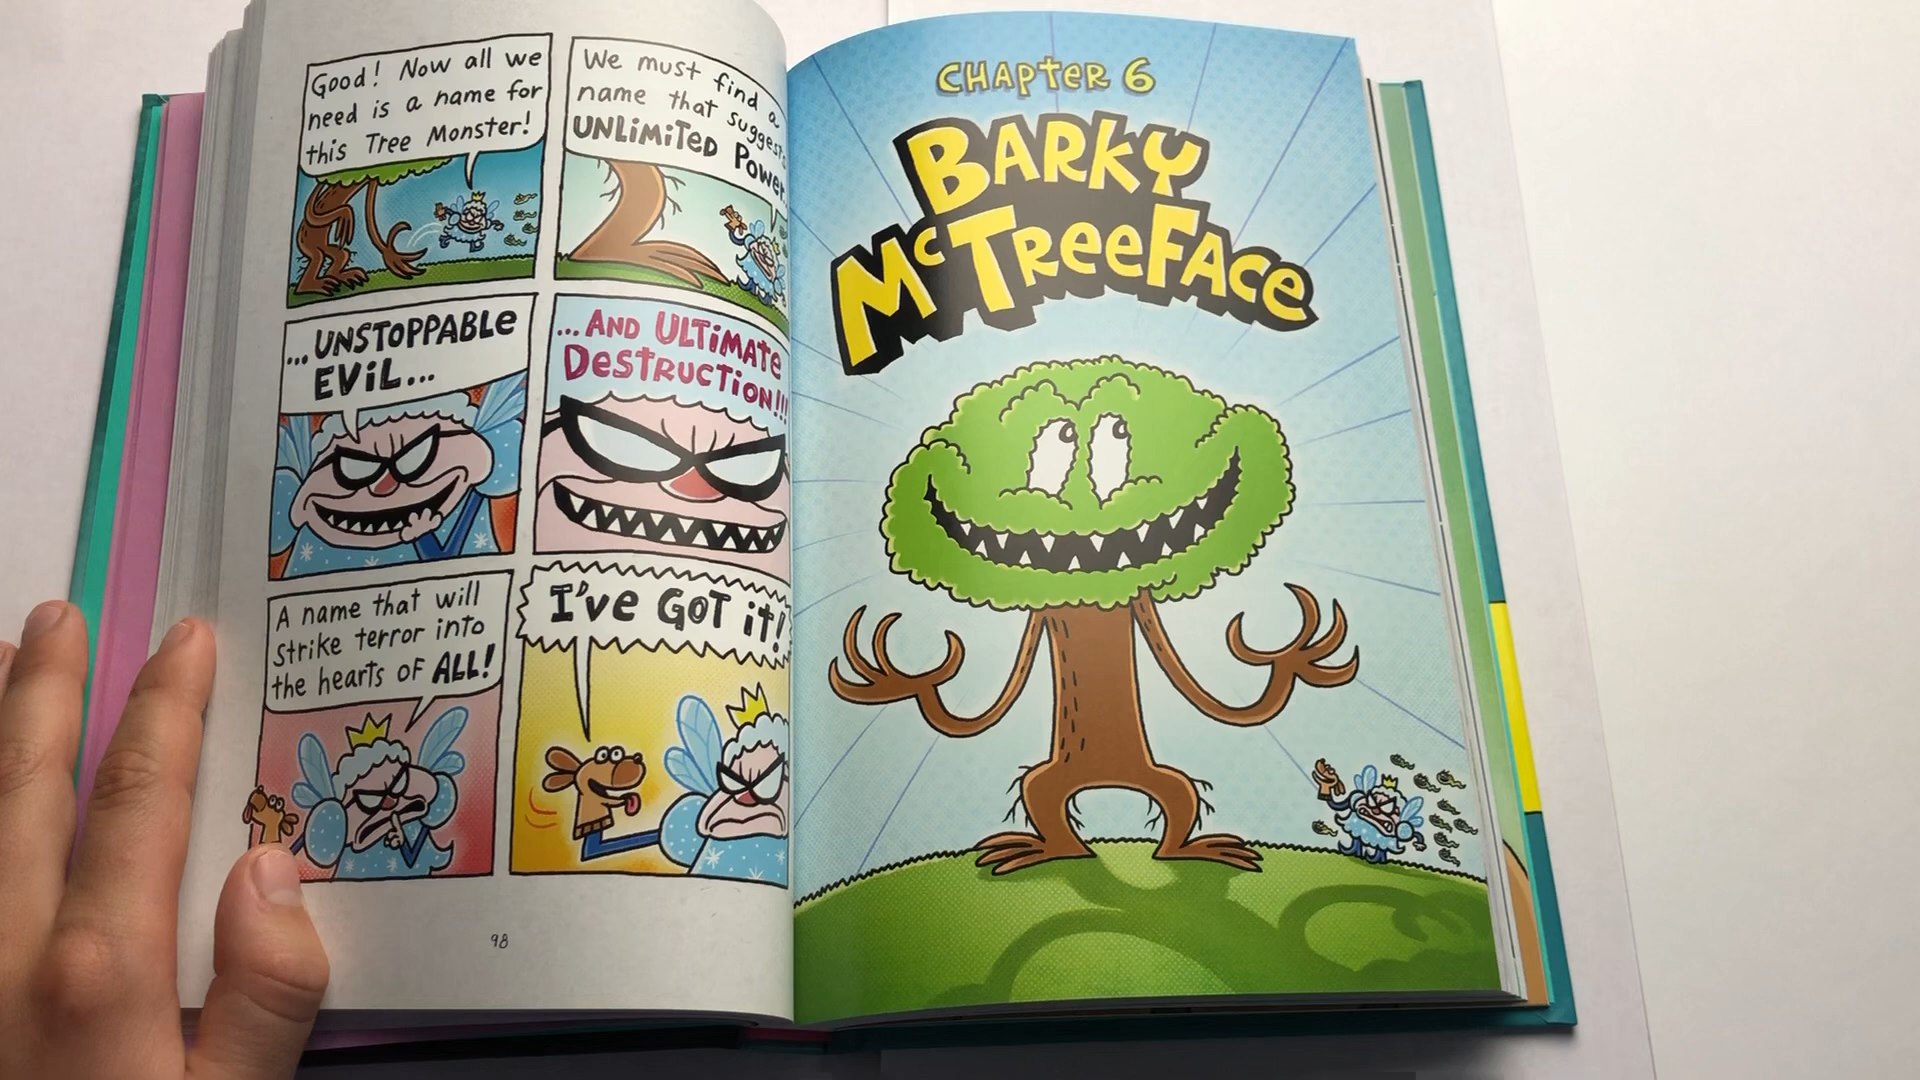 Good! Now all we
need is a name for
this Tree Monster!
We must find a
name that suggests
UNLiMiTED Power
...UNSTOPPABLe
EViL...
...AND ULTiMAte
DeSTRUCTiON!!!
A name that will
strike terror into
the hearts oF ALL!
I've GOT it!
98
CHApteR 6
BARKY
McTReeFAce